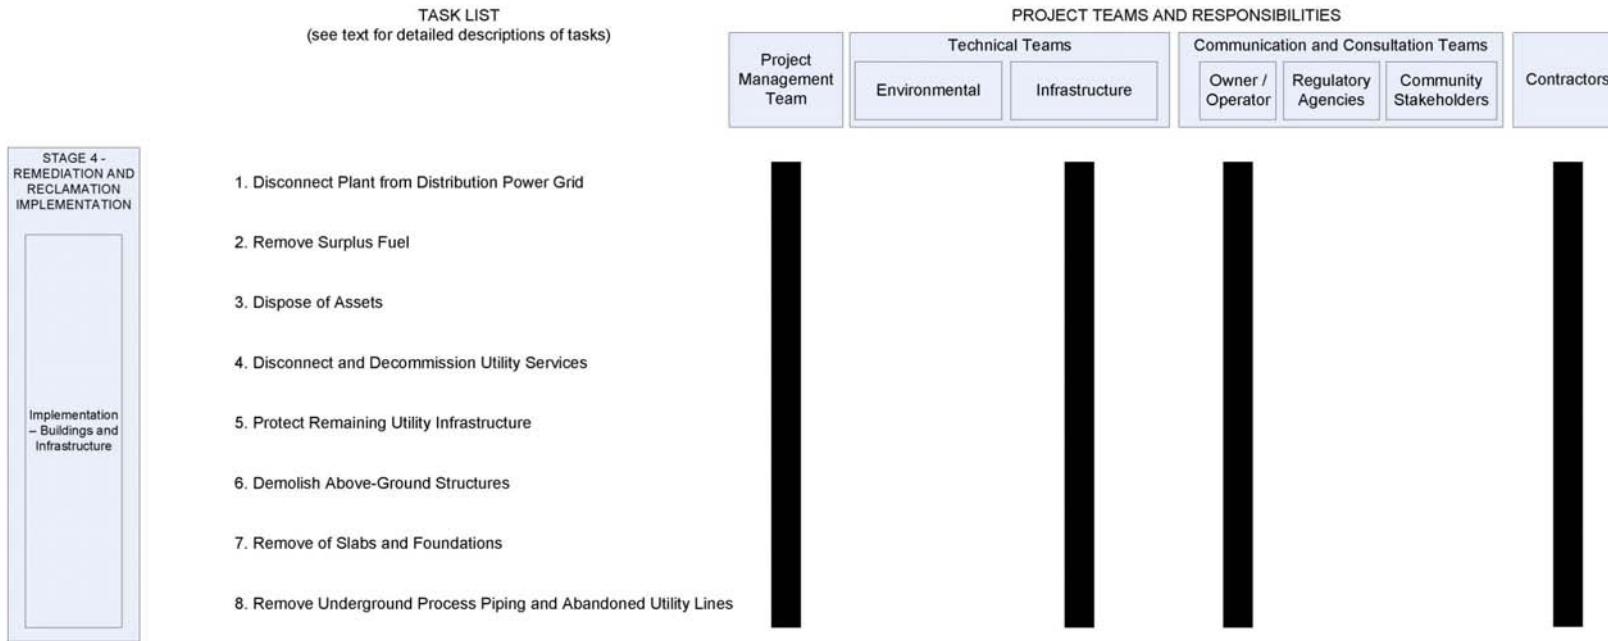 TASK LIST
(see text for detailed descriptions of tasks)
PROJECT TEAMS AND RESPONSIBILITIES
Project
Management
Team
Technical Teams
Environmental
Infrastructure
Communication and Consultation Teams
Owner /
Operator
Regulatory
Agencies
Community
Stakeholders
Contractors
STAGE 4 -
REMEDIATION AND
RECLAMATION
IMPLEMENTATION
Implementation
– Buildings and
Infrastructure
1. Disconnect Plant from Distribution Power Grid
2. Remove Surplus Fuel
3. Dispose of Assets
4. Disconnect and Decommission Utility Services
5. Protect Remaining Utility Infrastructure
6. Demolish Above-Ground Structures
7. Remove of Slabs and Foundations
8. Remove Underground Process Piping and Abandoned Utility Lines